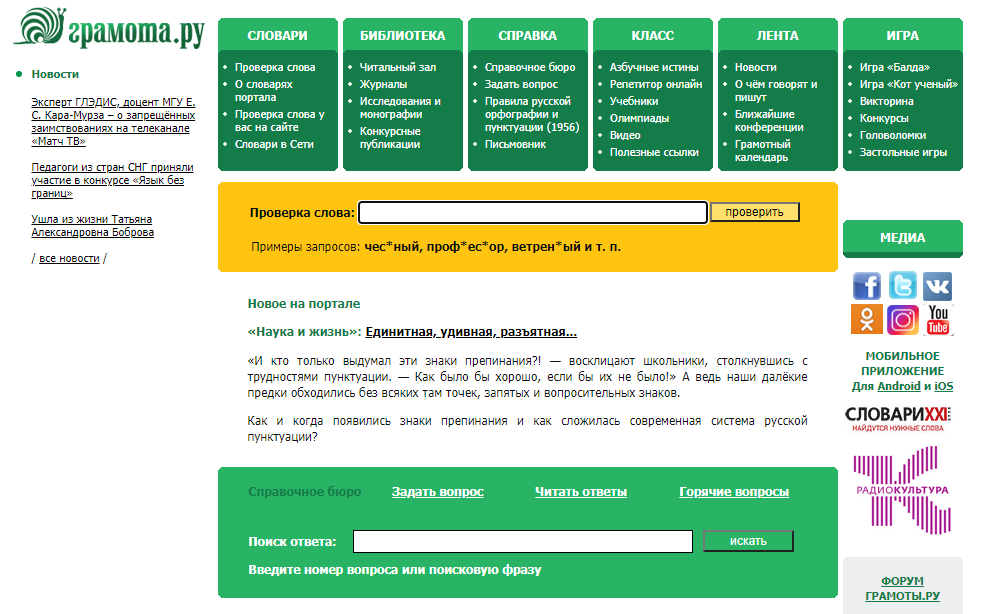 грамота.ру
Новости
Эксперт ГЛЭДИС, доцент МГУ Е.
С. Кара-Мурза – о запрещённых
заимствованиях на телеканале
«Матч ТВ»
Педагоги из стран СНГ приняли
участие в конкурсе «Язык без
границ»
Ушла из жизни Татьяна
Александровна Боброва
/ все новости /
СЛОВАРИ
Проверка слова
О словарях
портала
Проверка слова у
вас на сайте
Словари в Сети
БИБЛИОТЕКА
Читальный зал
Журналы
Исследования и
монографии
Конкурсные
публикации
СПРАВКА
Справочное бюро
Задать вопрос
Правила русской
орфографии и
пунктуации (1956)
Письмовник
КЛАСС
Азбучные истины
Репетитор онлайн
Учебники
Олимпиады
Видео
Полезные ссылки
ЛЕНТА
Новости
О чём говорят и
пишут
Ближайшие
конференции
Грамотный
календарь
ИГРА
Игра «Балда»
Игра «Кот ученый»
Викторина
Конкурсы
Головоломки
Застольные игры
Проверка слова:
проверить
Примеры запросов: чес*ный, проф*ес*ор, ветрен*ый и т. п.
Новое на портале
«Наука и жизнь»: Единитная, удивная, разъятная...
«И кто только выдумал эти знаки препинания?! — восклицают школьники, столкнувшись с
трудностями пунктуации. — Как было бы хорошо, если бы их не было!» А ведь наши далёкие
предки обходились без всяких там точек, запятых и вопросительных знаков.
Как и когда появились знаки препинания и как сложилась современная система русской
пунктуации?
Справочное бюро
Задать вопрос
Читать ответы
Горячие вопросы
Поиск ответа:
искать
Введите номер вопроса или поисковую фразу
МЕДИА
You
Tube
МОБИЛЬНОЕ
ПРИЛОЖЕНИЕ
Для Android и iOS
СЛОВАРИXXI
НАЙДУТСЯ НУЖНЫЕ СЛОВА
РАДИОКУЛЬТУРА
ФОРУМ
ГРАМОТЫ.РУ